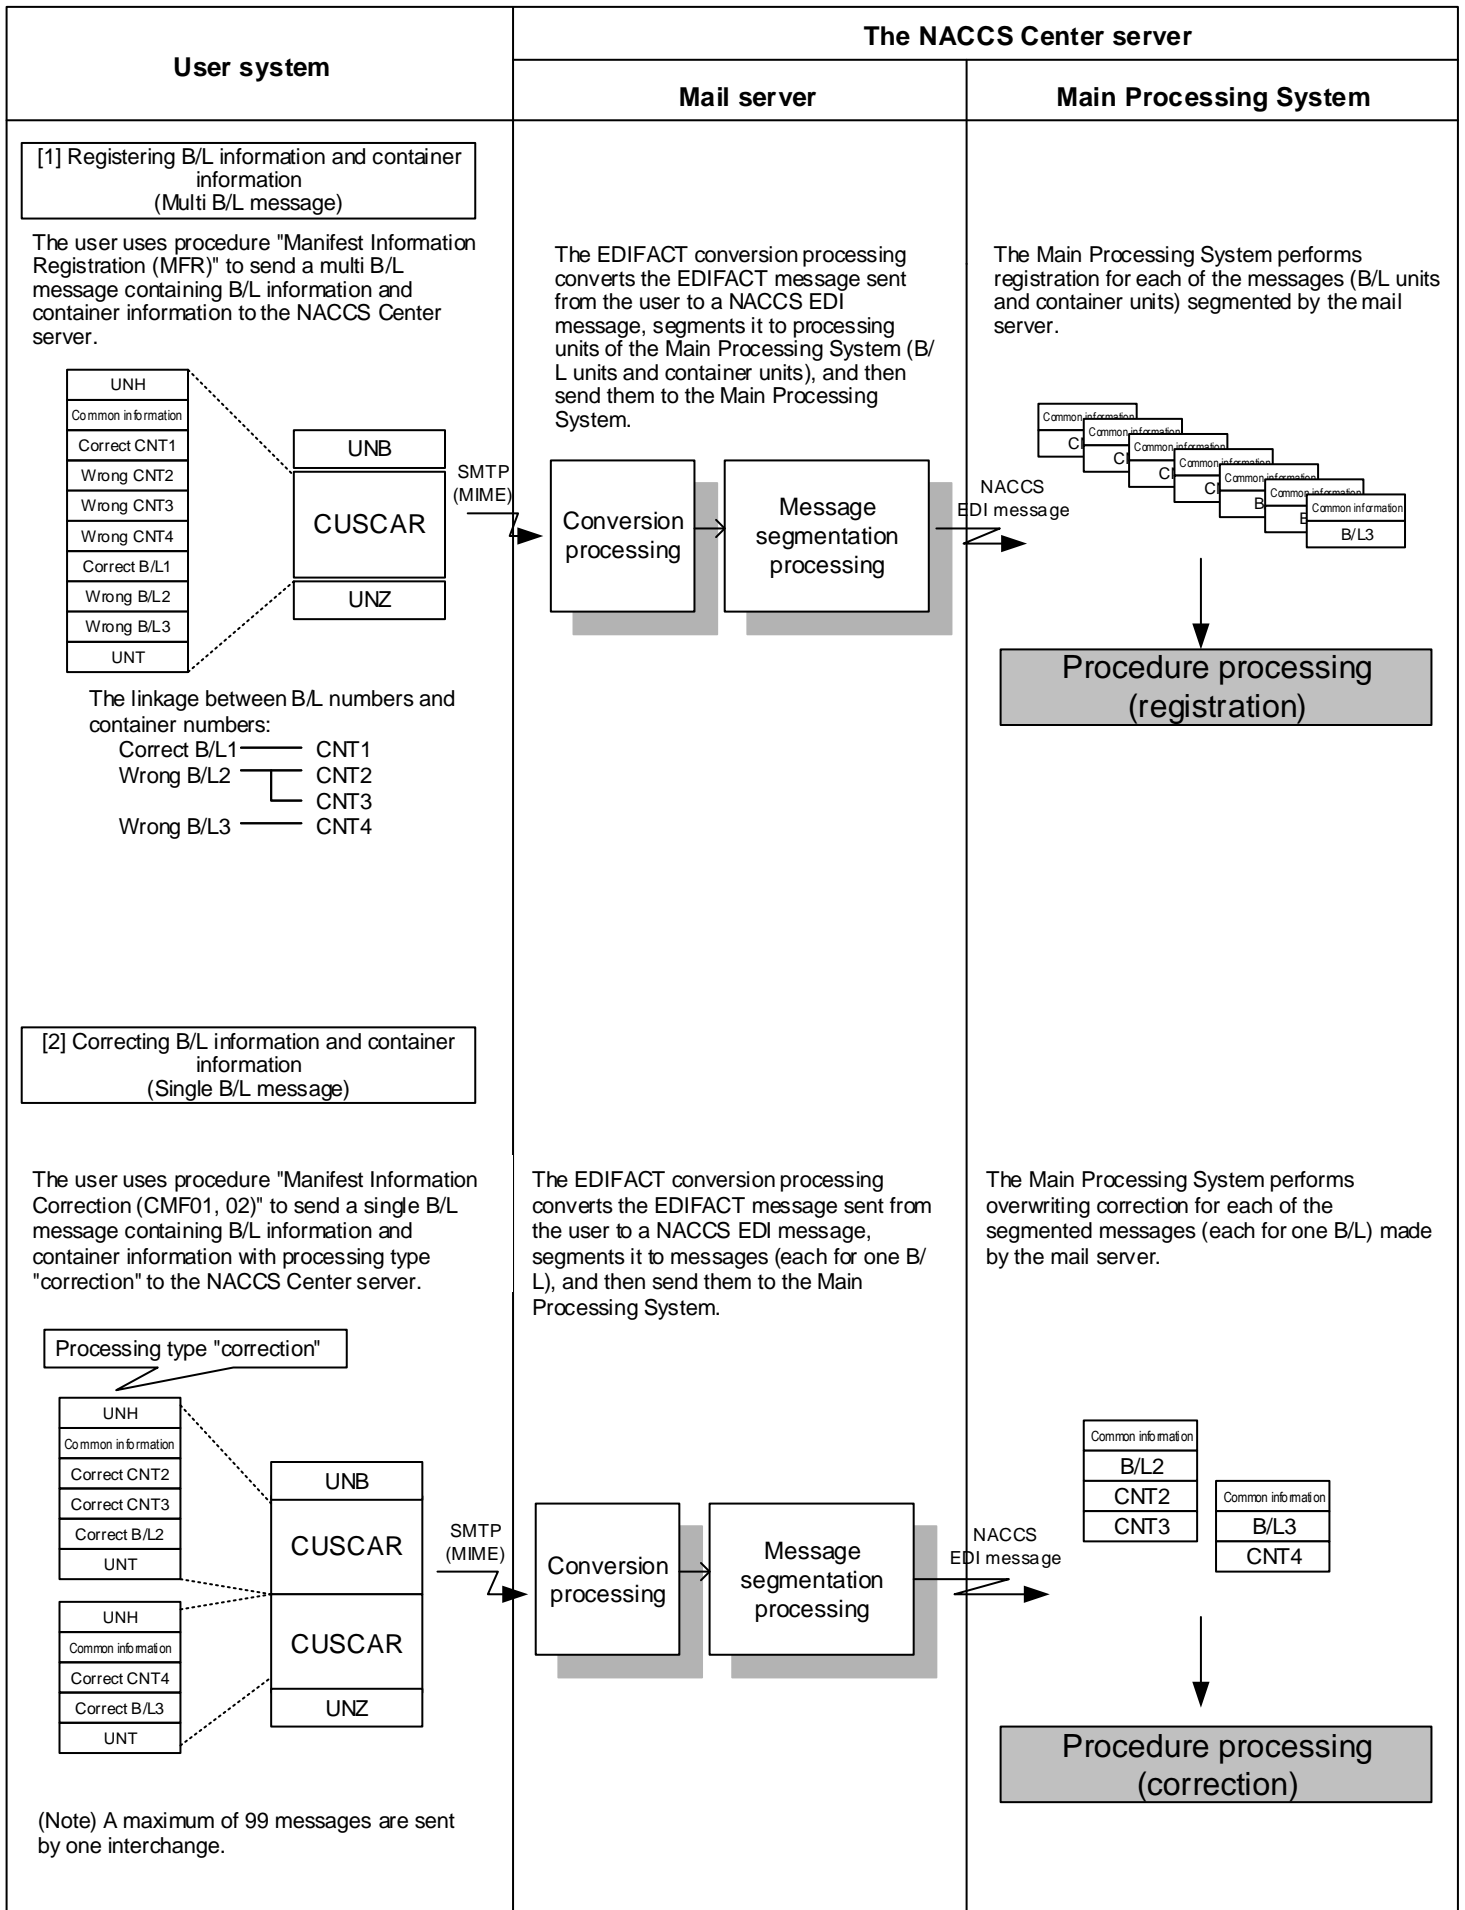 User system
The NACCS Center server
Mail server
Main Processing System
[1] Registering B/L information and container
information
(Multi B/L message)
The user uses procedure "Manifest Information
Registration (MFR)" to send a multi B/L
message containing B/L information and
container information to the NACCS Center
server.
The EDIFACT conversion processing
converts the EDIFACT message sent
from the user to a NACCS EDI
message, segments it to processing
units of the Main Processing System (B/
L units and container units), and then
send them to the Main Processing
System.
The Main Processing System performs
registration for each of the messages (B/L units
and container units) segmented by the mail
server.
UNH
Common information
Correct CNT1
Wrong CNT2
Wrong CNT3
Wrong CNT4
Correct B/L1
Wrong B/L2
Wrong B/L3
UNT
UNB
CUSCAR
UNZ
SMTP
(MIME)
Conversion
processing
Message
segmentation
processing
NACCS
EDI message
Common information
Common information
Common information
Common information
Common information
Common information
Common information
B/L3
Procedure processing
(registration)
The linkage between B/L numbers and
container numbers:
Correct B/L1 CNT1
Wrong B/L2 CNT2
CNT3
Wrong B/L3 CNT4
[2] Correcting B/L information and container
information
(Single B/L message)
The user uses procedure "Manifest Information
Correction (CMF01, 02)" to send a single B/L
message containing B/L information and
container information with processing type
"correction" to the NACCS Center server.
The EDIFACT conversion processing
converts the EDIFACT message sent from
the user to a NACCS EDI message,
segments it to messages (each for one B/
L), and then send them to the Main
Processing System.
The Main Processing System performs
overwriting correction for each of the
segmented messages (each for one B/L) made
by the mail server.
Processing type "correction"
UNH
Common information
Correct CNT2
Correct CNT3
Correct B/L2
UNT
UNH
Common information
Correct CNT4
Correct B/L3
UNT
UNB
CUSCAR
CUSCAR
UNZ
SMTP
(MIME)
Conversion
processing
Message
segmentation
processing
NACCS
EDI message
Common information
B/L2
CNT2
CNT3
Common information
B/L3
CNT4
Procedure processing
(correction)
(Note) A maximum of 99 messages are sent
by one interchange.